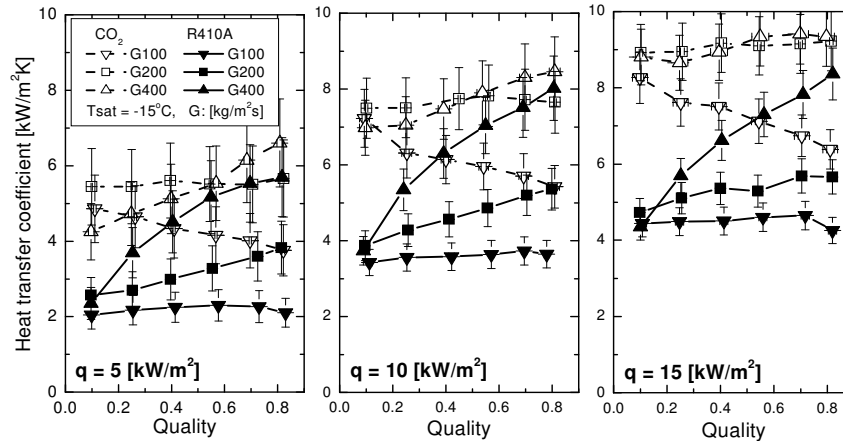 Heat transfer coefficient [kW/m²K]
10
8
6
4
2
0
CO₂ R410A
G100 G100
G200 G200
G400 G400
Tsat = -15°C, G: [kg/m²s]
q = 5 [kW/m²]
0.0 0.2 0.4 0.6 0.8
Quality
10
8
6
4
2
0
q = 10 [kW/m²]
0.0 0.2 0.4 0.6 0.8
Quality
10
8
6
4
2
0
q = 15 [kW/m²]
0.0 0.2 0.4 0.6 0.8
Quality